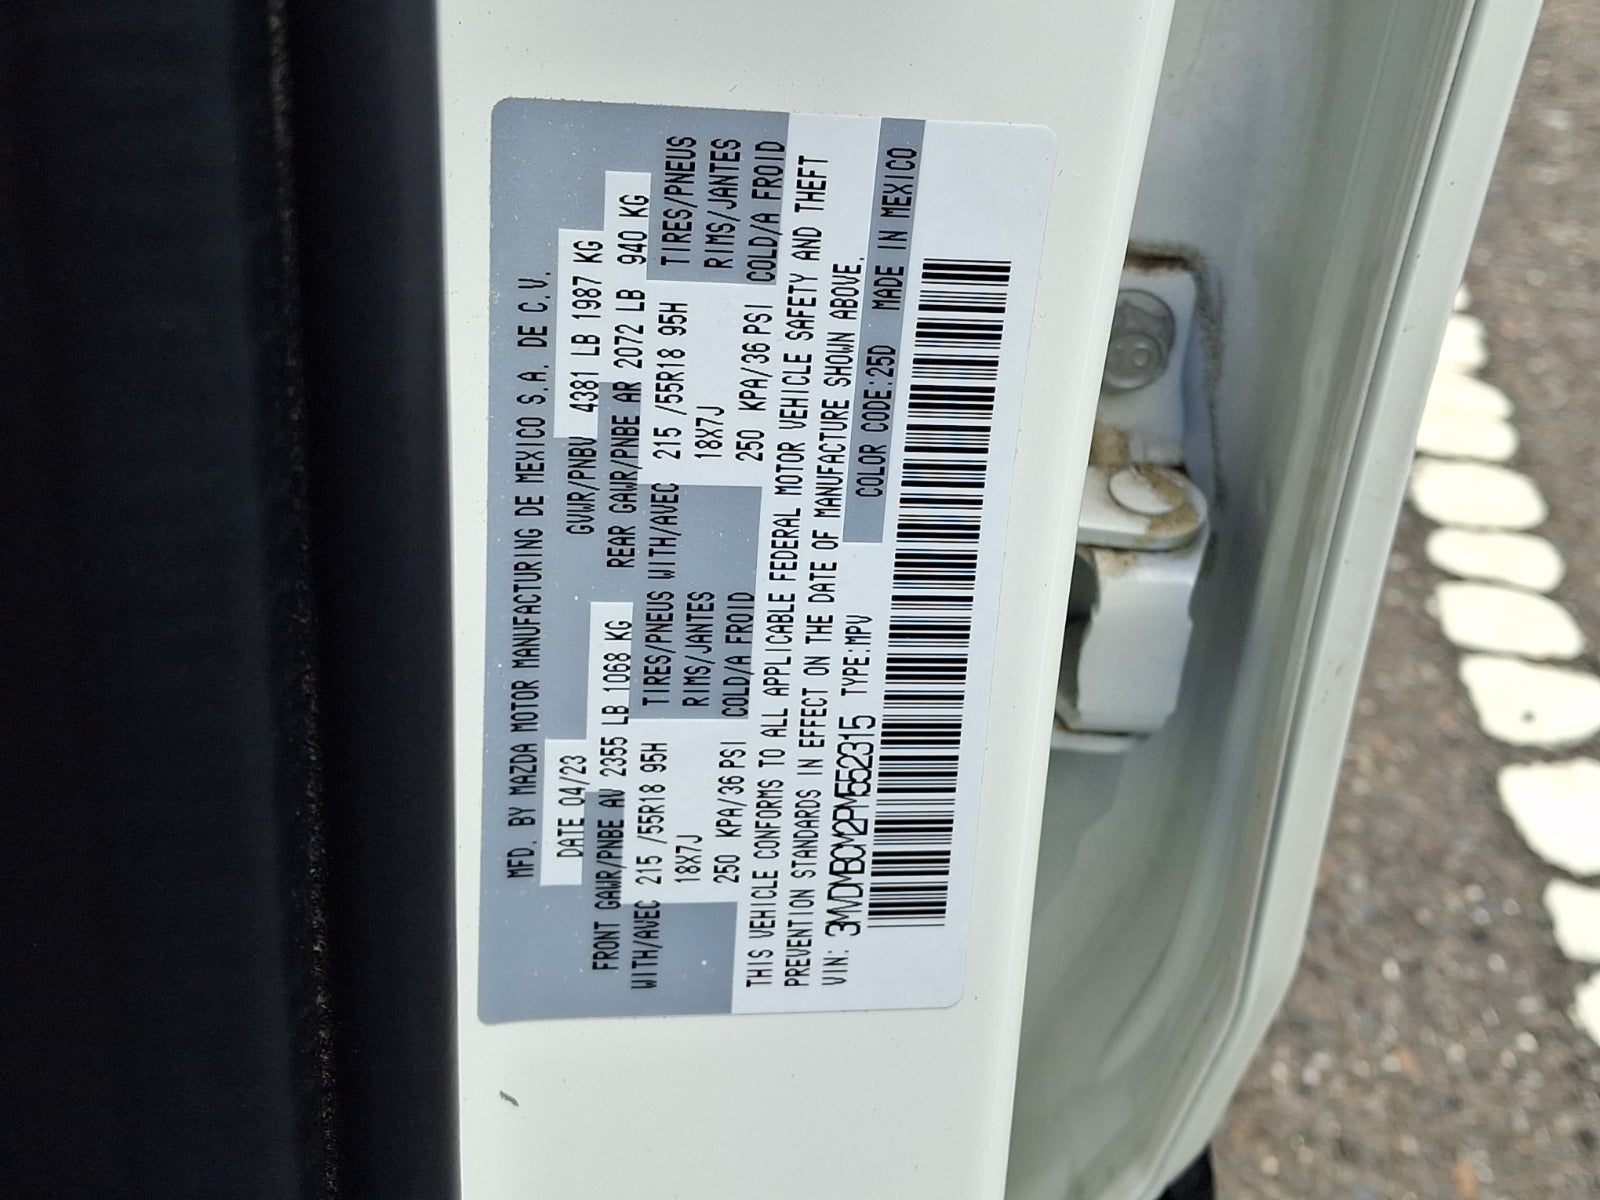 MFD. BY MAZDA MOTOR MANUFACTURING DE MEXICO S.A. DE C.V.
DATE 04/23 GVWR/PNBV 4381 LB 1987 KG
FRONT GAWR/PNBE AV 2355 LB 1068 KG REAR GAWR/PNBE AR 2072 LB 940 KG
WITH/AVEC 215 /55R18 95H TIRES/PNEUS WITH/AVEC 215 /55R18 95H TIRES/PNEUS
18X7J RIMS/JANTES 18X7J RIMS/JANTES
250 KPA/36 PSI COLD/A FROID 250 KPA/36 PSI COLD/A FROID
THIS VEHICLE CONFORMS TO ALL APPLICABLE FEDERAL MOTOR VEHICLE SAFETY AND THEFT
PREVENTION STANDARDS IN EFFECT ON THE DATE OF MANUFACTURE SHOWN ABOVE.
VIN: 3MVDMBCM2PM552315 TYPE:MPV COLOR CODE:25D MADE IN MEXICO